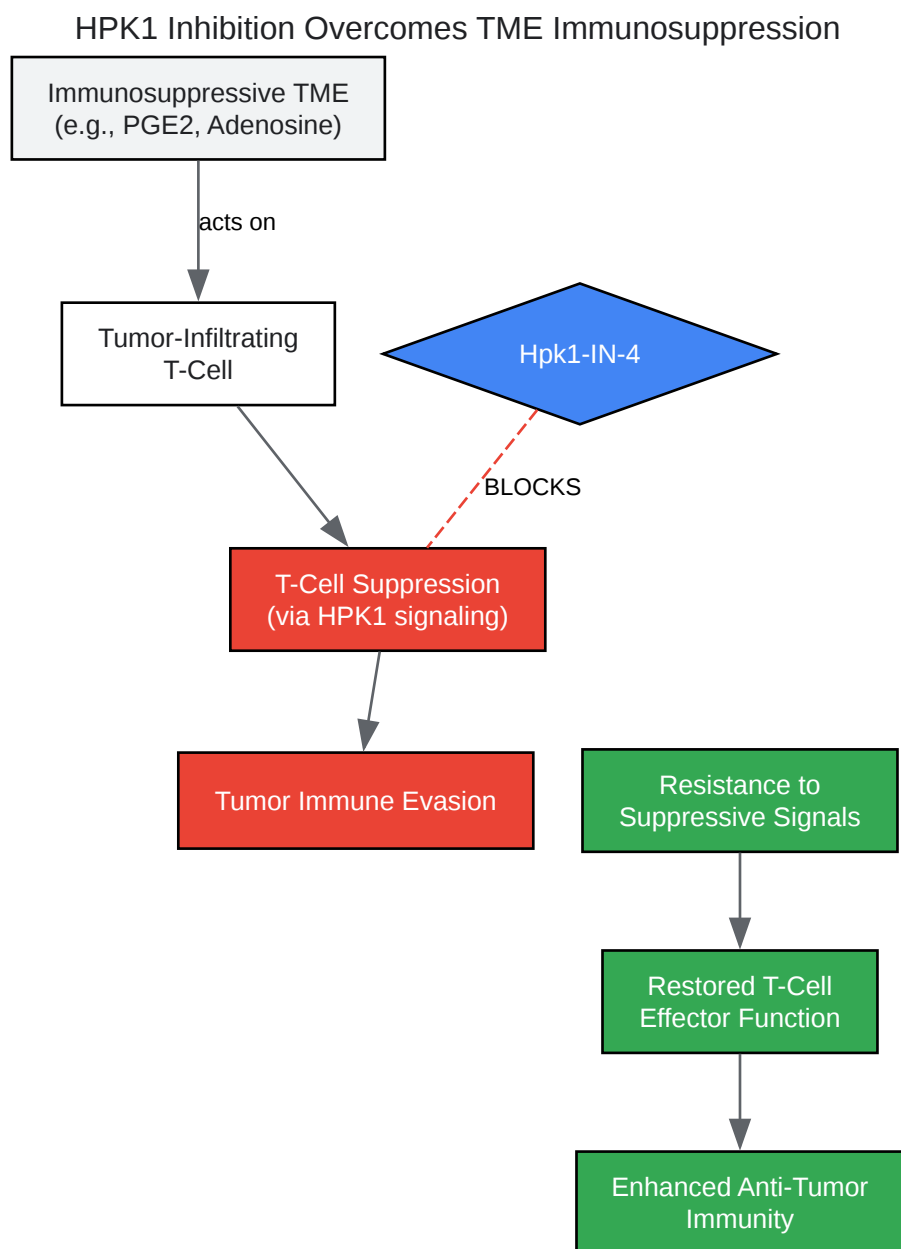 HPK1 Inhibition Overcomes TME Immunosuppression
Immunosuppressive TME
(e.g., PGE2, Adenosine)
acts on
Tumor-Infiltrating
T-Cell
Hpk1-IN-4
BLOCKS
T-Cell Suppression
(via HPK1 signaling)
Tumor Immune Evasion
Resistance to
Suppressive Signals
Restored T-Cell
Effector Function
Enhanced Anti-Tumor
Immunity